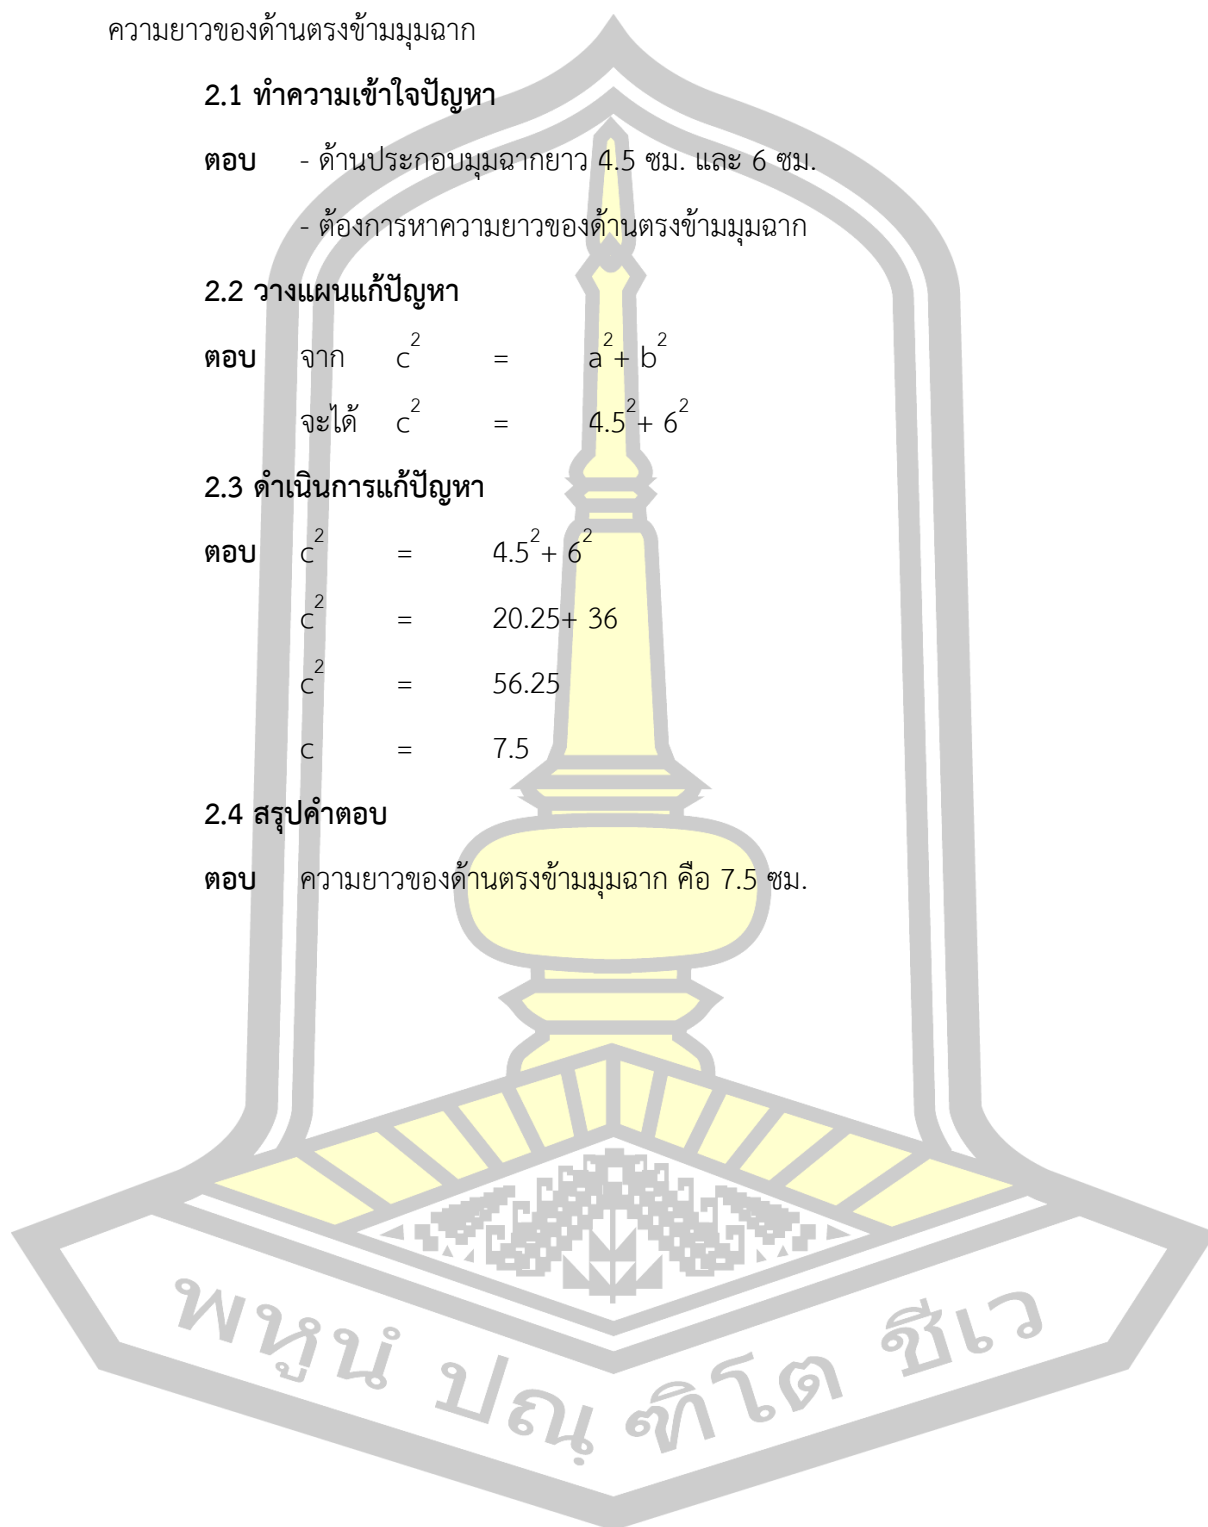 ความยาวของด้านตรงข้ามมุมฉาก
2.1 ทำความเข้าใจปัญหา
ตอบ - ด้านประกอบมุมฉากยาว 4.5 ซม. และ 6 ซม.
- ต้องการหาความยาวของด้านตรงข้ามมุมฉาก
2.2 วางแผนแก้ปัญหา
ตอบ จาก c² = a²+ b²
จะได้ c² = 4.5²+ 6²
2.3 ดำเนินการแก้ปัญหา
ตอบ c² = 4.5²+ 6²
c² = 20.25+ 36
c² = 56.25
c = 7.5
2.4 สรุปคำตอบ
ตอบ ความยาวของด้านตรงข้ามมุมฉาก คือ 7.5 ซม.
พหูนํ ปณฺฑิโต ชีเว